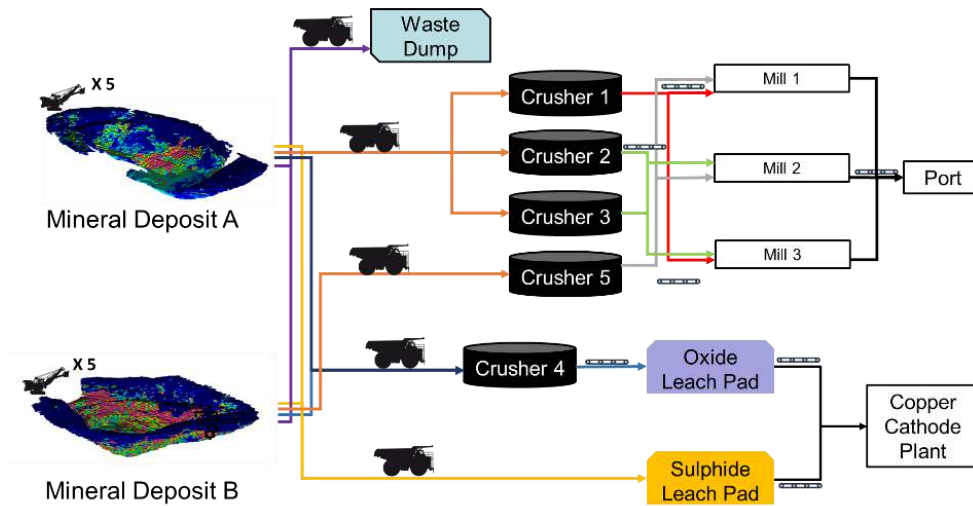 Waste
Dump
X 5
Crusher 1
Mill 1
Crusher 2
Mill 2
Port
Crusher 3
Mineral Deposit A
Mill 3
Crusher 5
X 5
Crusher 4
Oxide
Leach Pad
Copper
Cathode
Plant
Sulphide
Leach Pad
Mineral Deposit B